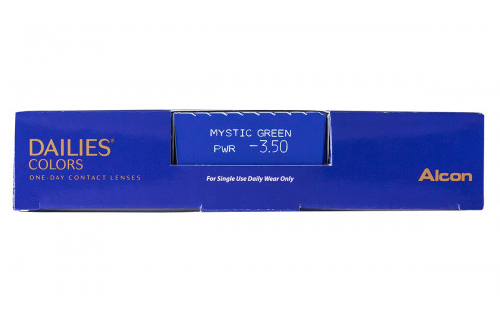 MYSTIC GREEN
PWR -3.50
DAILIES®
COLORS
ONE-DAY CONTACT LENSES
For Single Use Daily Wear Only
Alcon